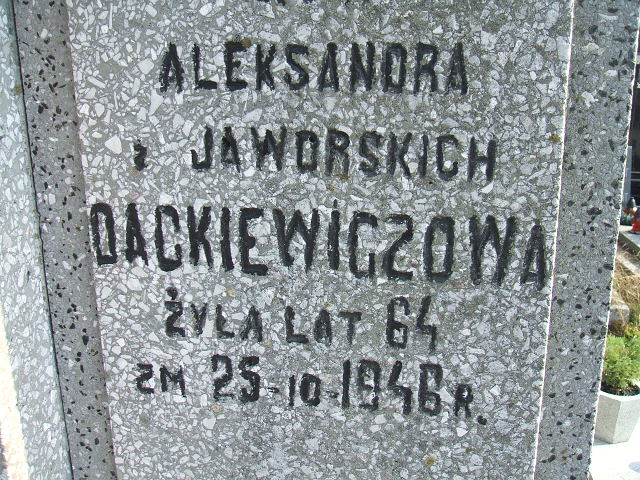 ALEKSANDRA
z JAWORSKICH
DACKIEWICZOWA
ŻYŁA LAT 64
ZM 25-10-1946 R.